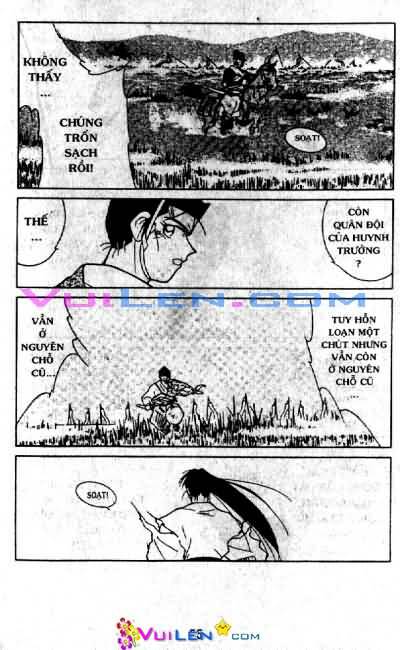 KHÔNG
THẤY
...
CHÚNG
TRỐN
SẠCH
RỒI!
SOẠT!
THẾ
...
CÒN
QUÂN ĐỘI
CỦA HUYNH
TRƯỞNG
?
VUILEN.COM
VẪN
Ở
NGUYÊN
CHỖ
CŨ...
TUY HỖN
LOẠN MỘT
CHÚT NHƯNG
VẪN CÒN
Ở NGUYÊN
CHỖ CŨ
...
SOẠT!
55
VUILEN.COM